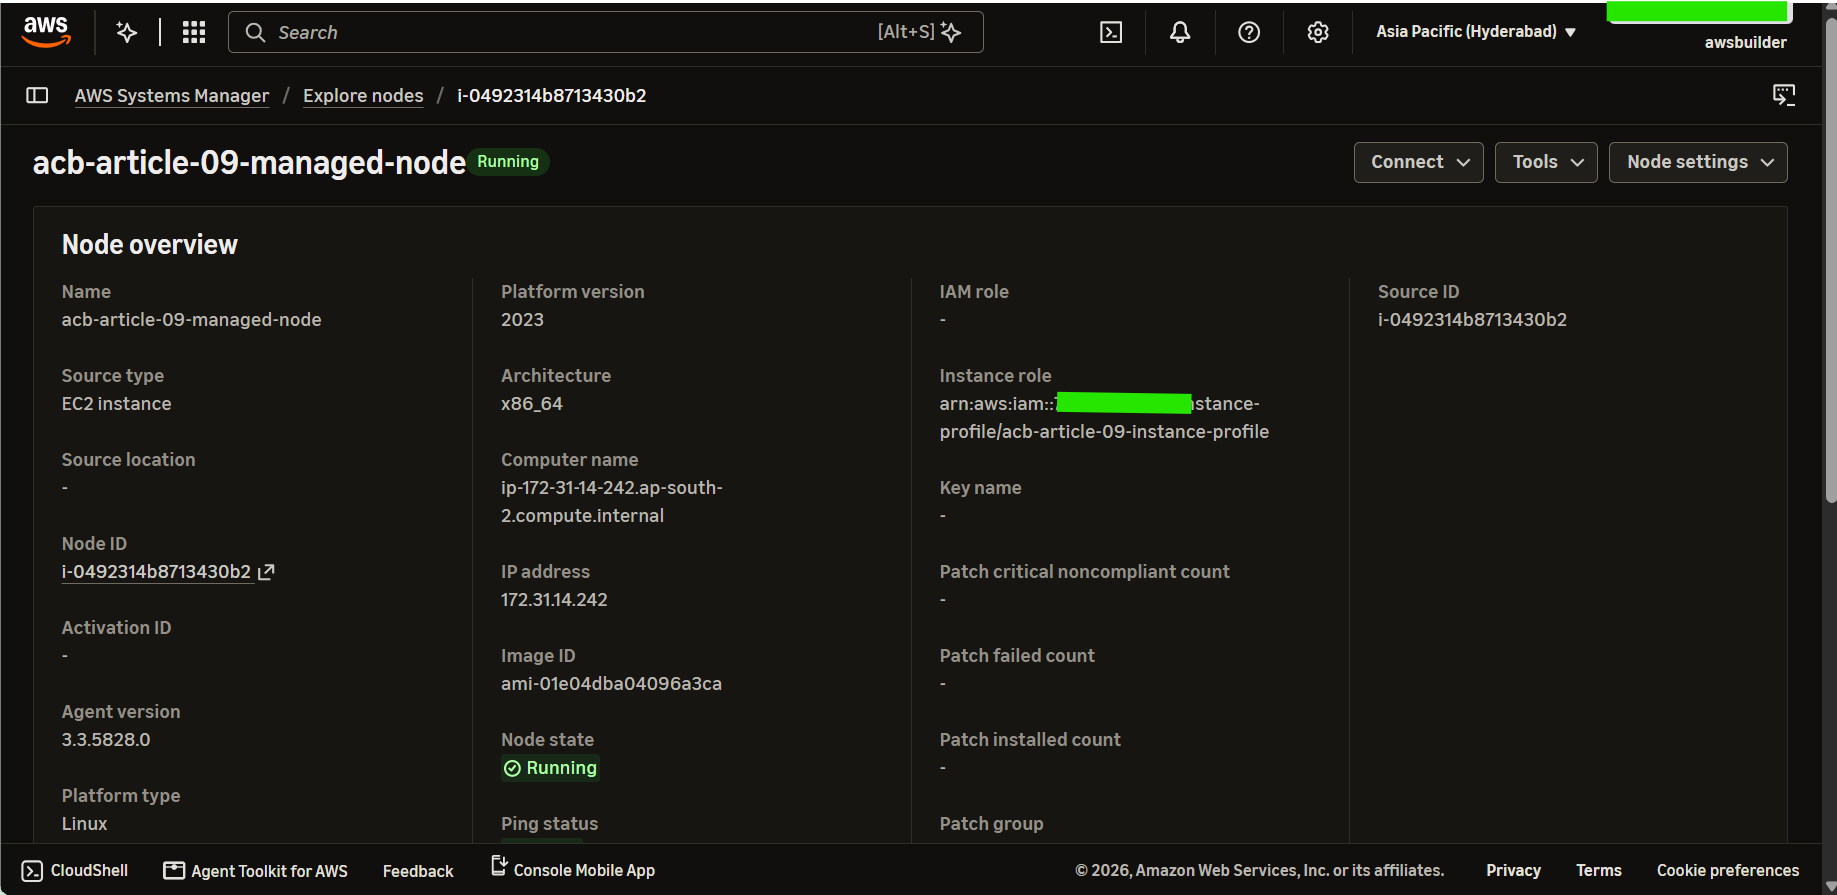 aws
Search
[Alt+S]
Asia Pacific (Hyderabad)
awsbuilder
AWS Systems Manager / Explore nodes / i-0492314b8713430b2
acb-article-09-managed-node
Running
Connect
Tools
Node settings
Node overview
Name
acb-article-09-managed-node
Source type
EC2 instance
Source location
-
Node ID
i-0492314b8713430b2
Activation ID
-
Agent version
3.3.5828.0
Platform type
Linux
Platform version
2023
Architecture
x86_64
Computer name
ip-172-31-14-242.ap-south-
2.compute.internal
IP address
172.31.14.242
Image ID
ami-01e04dba04096a3ca
Node state
Running
Ping status
IAM role
-
Instance role
arn:aws:iam:: stance-
profile/acb-article-09-instance-profile
Key name
-
Patch critical noncompliant count
-
Patch failed count
-
Patch installed count
-
Patch group
Source ID
i-0492314b8713430b2
CloudShell
Agent Toolkit for AWS
Feedback
Console Mobile App
© 2026, Amazon Web Services, Inc. or its affiliates.
Privacy
Terms
Cookie preferences